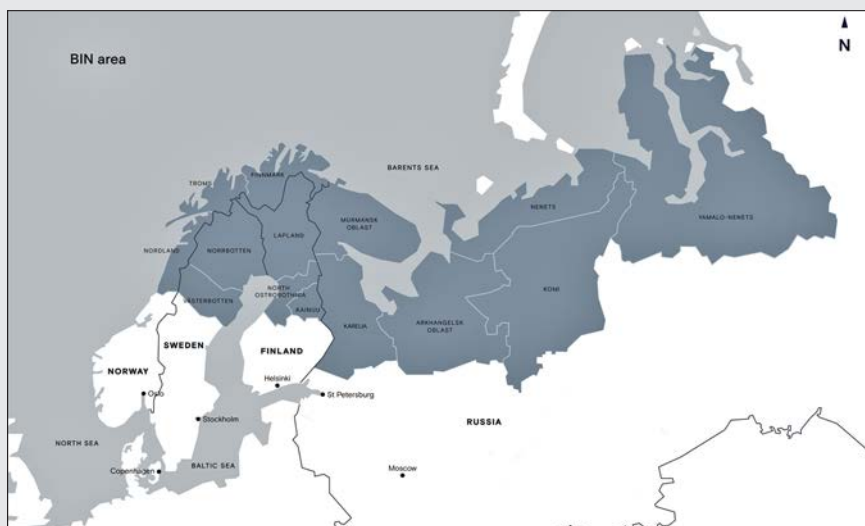 BIN area
N
BARENTS SEA
FINNMARK
TROMS
MURMANSK
OBLAST
NENETS
YAMALO-NENETS
LAPLAND
NORDLAND
NORRBOTTEN
KOMI
NORTH
OSTROBOTHNIA
VÄSTERBOTTEN
KAINUU
KARELIA
ARKHANGELSK
OBLAST
SWEDEN
FINLAND
NORWAY
Helsinki
Oslo
St Petersburg
Stockholm
RUSSIA
NORTH SEA
BALTIC SEA
Copenhagen
Moscow